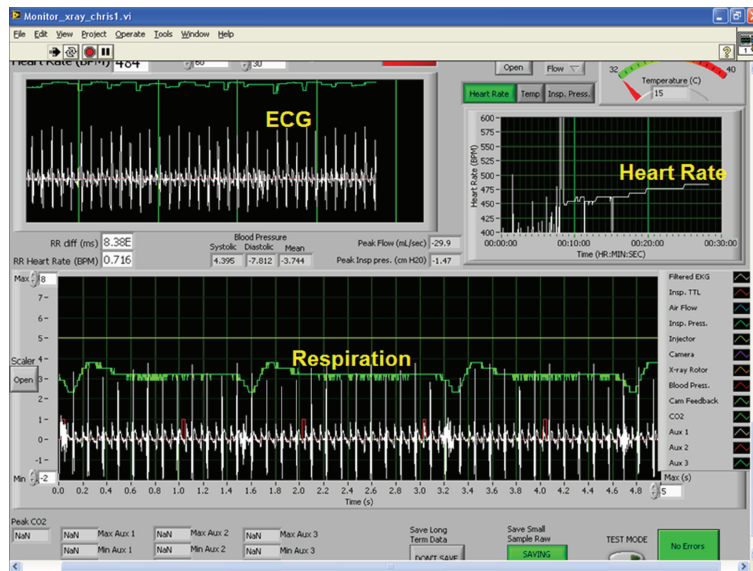 Monitor_xray_chris1.vi
File Edit View Project Operate Tools Window Help
Heart Rate (BPM) 484 60 30
Open Flow
32 40
Temperature (C)
15
ECG
Heart Rate Temp Insp. Press.
600
575
550
525
500
475
450
425
400
Heart Rate (BPM)
Heart Rate
00:00:00 00:10:00 00:20:00 00:30:00
Time (HR:MIN:SEC)
RR diff (ms) 8.38E
RR Heart Rate (BPM) 0.716
Blood Pressure
Systolic Diastolic Mean
4.395 -7.812 -3.744
Peak Flow (mL/sec) -29.9
Peak Insp pres. (cm H20) -1.47
Max 8
7-
6-
5-
4-
Scaler
Open
3-
2-
1-
0-
-1-
Min -2
Respiration
0.0 0.2 0.4 0.6 0.8 1.0 1.2 1.4 1.6 1.8 2.0 2.2 2.4 2.6 2.8 3.0 3.2 3.4 3.6 3.8 4.0 4.2 4.4 4.6 4.8
Time (s)
Filtered EKG
Insp. TTL
Air Flow
Insp. Press.
Injector
Camera
X-ray Rotor
Blood Press.
Cam Feedback
CO2
Aux 1
Aux 2
Aux 3
Max (s)
5
Peak CO2
NaN
NaN Max Aux 1 NaN Max Aux 2 NaN Max Aux 3
NaN Min Aux 1 NaN Min Aux 2 NaN Min Aux 3
Save Long
Term Data
DON'T SAVE
Save Small
Sample Raw
SAVING
TEST MODE
No Errors